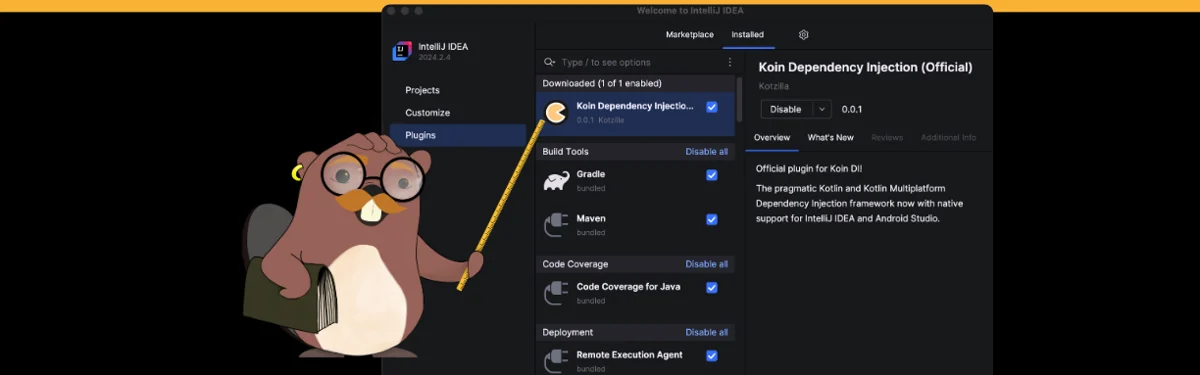 Welcome to IntelliJ IDEA
IntelliJ IDEA
2024.2.4
Projects
Customize
Plugins
Marketplace
Installed
Type / to see options
Downloaded (1 of 1 enabled)
Koin Dependency Injectio...
0.0.1 Kotzilla
Build Tools
Disable all
Gradle
bundled
Maven
bundled
Code Coverage
Disable all
Code Coverage for Java
bundled
Deployment
Disable all
Remote Execution Agent
bundled
Koin Dependency Injection (Official)
Kotzilla
Disable
0.0.1
Overview
What's New
Reviews
Additional Info
Official plugin for Koin DI!
The pragmatic Kotlin and Kotlin Multiplatform
Dependency Injection framework now with native
support for IntelliJ IDEA and Android Studio.